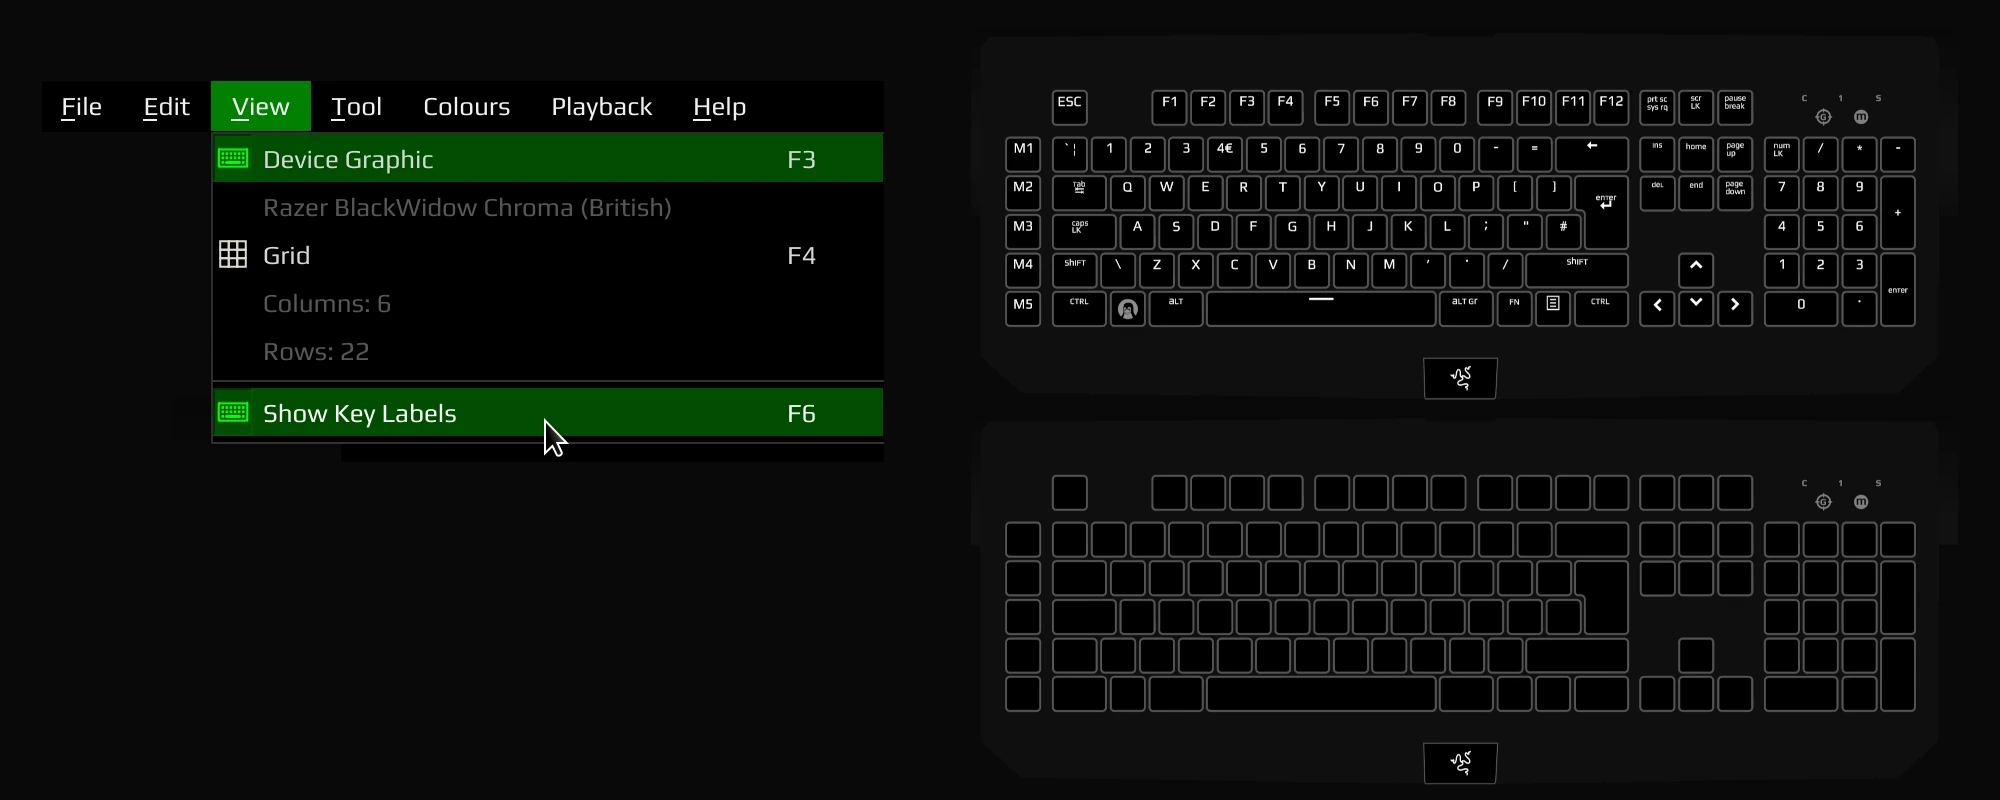 File Edit View Tool Colours Playback Help
Device Graphic F3
Razer BlackWidow Chroma (British)
Grid F4
Columns: 6
Rows: 22
Show Key Labels F6
ESC F1 F2 F3 F4 F5 F6 F7 F8 F9 F10 F11 F12 prt sc sys rq scr LK pause break C 1 S
G m
M1 ` ¦ 1 2 3 4€ 5 6 7 8 9 0 - = ← ins home page up num LK / * -
M2 Tab Q W E R T Y U I O P [ ] enter del end page down 7 8 9 +
M3 caps LK A S D F G H J K L ; " # 4 5 6
M4 SHIFT \ Z X C V B N M ' . / SHIFT 1 2 3 enter
M5 CTRL ALT ALT Gr FN CTRL 0 .
C 1 S
G m